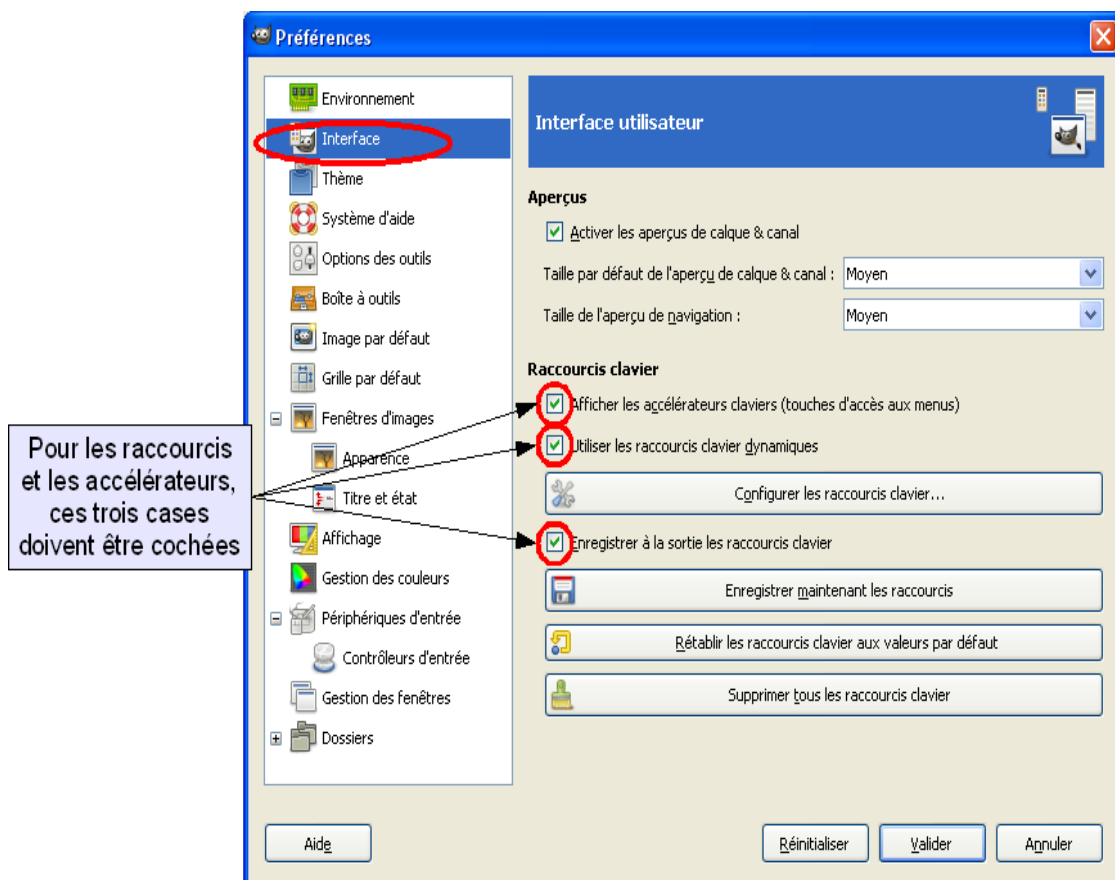 Préférences
Environnement
Interface
Thème
Système d'aide
Options des outils
Boîte à outils
Image par défaut
Grille par défaut
Fenêtres d'images
Apparence
Titre et état
Affichage
Gestion des couleurs
Périphériques d'entrée
Contrôleurs d'entrée
Gestion des fenêtres
Dossiers
Pour les raccourcis
et les accélérateurs,
ces trois cases
doivent être cochées
Interface utilisateur
Aperçus
Activer les aperçus de calque & canal
Taille par défaut de l'aperçu de calque & canal : Moyen
Taille de l'aperçu de navigation : Moyen
Raccourcis clavier
Afficher les accélérateurs claviers (touches d'accès aux menus)
Utiliser les raccourcis clavier dynamiques
Configurer les raccourcis clavier...
Enregistrer à la sortie les raccourcis clavier
Enregistrer maintenant les raccourcis
Rétablir les raccourcis clavier aux valeurs par défaut
Supprimer tous les raccourcis clavier
Aide
Réinitialiser
Valider
Annuler